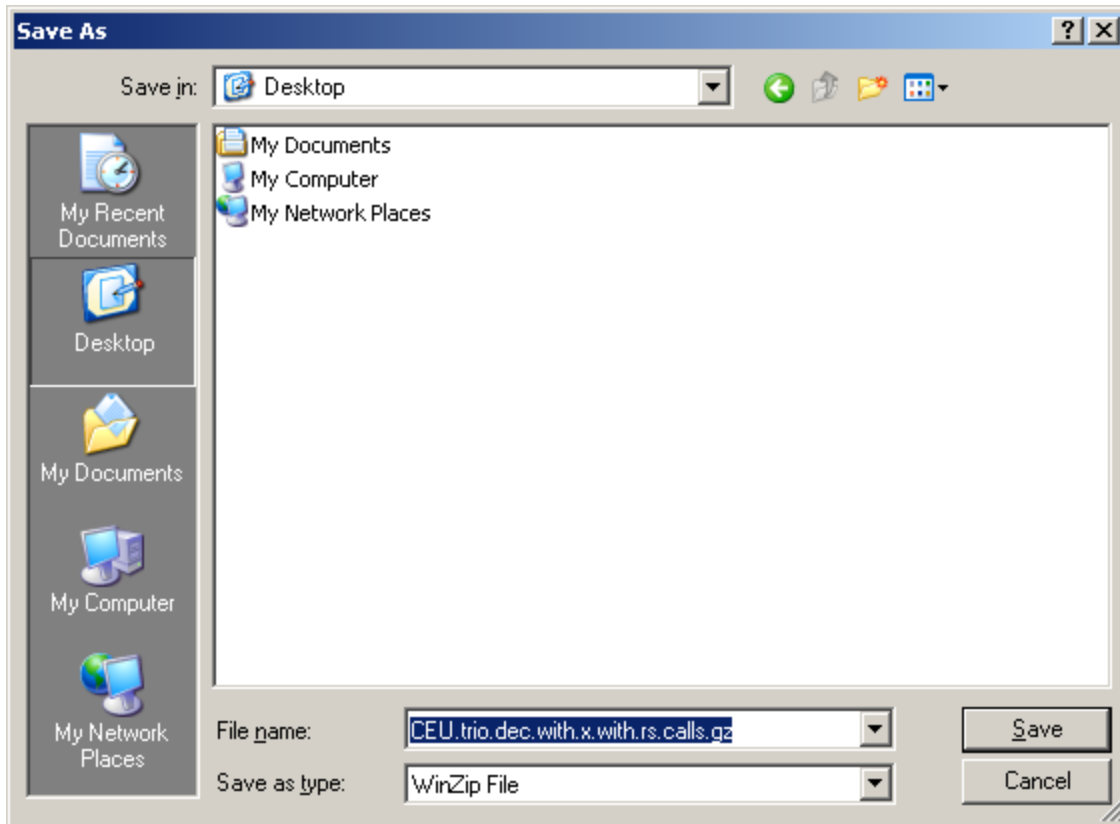 Save As
Save in: Desktop
My Documents
My Computer
My Network Places
My Recent
Documents
Desktop
My Documents
My Computer
My Network
Places
File name: CEU.trio.dec.with.x.with.rs.calls.gz Save
Save as type: WinZip File Cancel